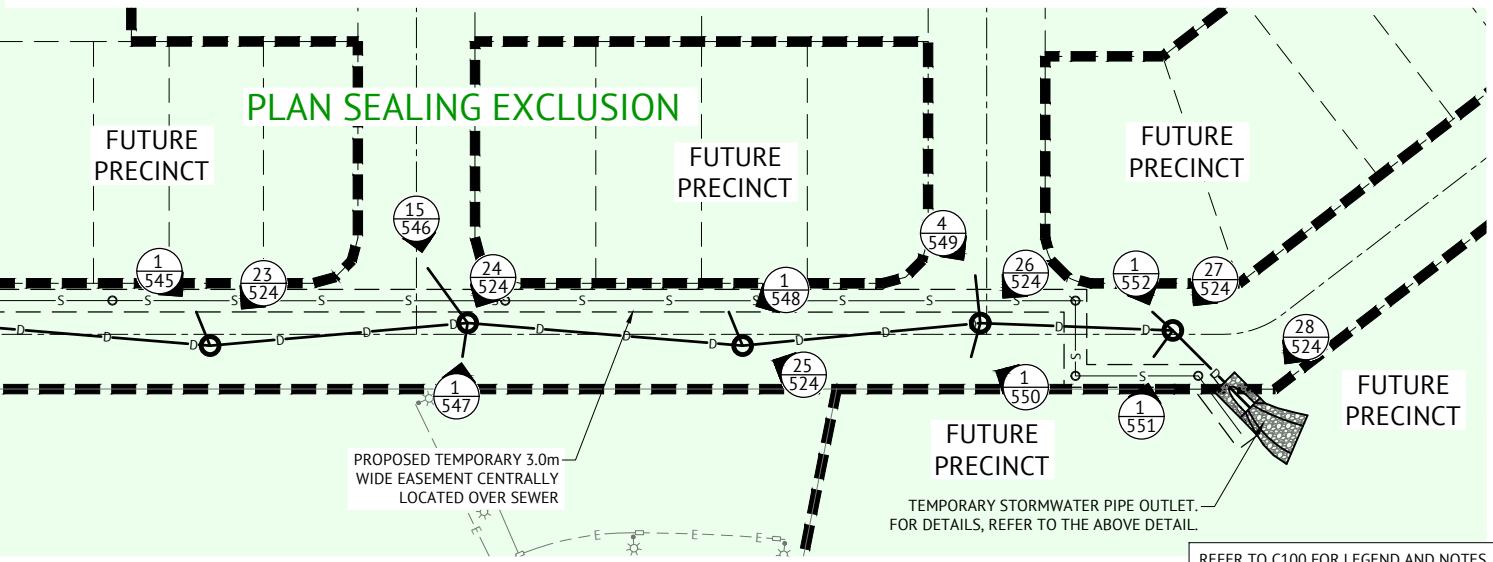 PLAN SEALING EXCLUSION
FUTURE
PRECINCT
FUTURE
PRECINCT
FUTURE
PRECINCT
15
546
4
549
1
545
23
524
24
524
1
548
26
524
1
552
27
524
S
S
S
S
S
S
S
S
S
S
D
D
D
D
D
D
D
D
D
D
D
S
28
524
25
524
S
1
547
1
550
1
551
FUTURE
PRECINCT
FUTURE
PRECINCT
PROPOSED TEMPORARY 3.0m
WIDE EASEMENT CENTRALLY
LOCATED OVER SEWER
TEMPORARY STORMWATER PIPE OUTLET.
FOR DETAILS, REFER TO THE ABOVE DETAIL.
E
E
E
E
REFER TO C100 FOR LEGEND AND NOTES